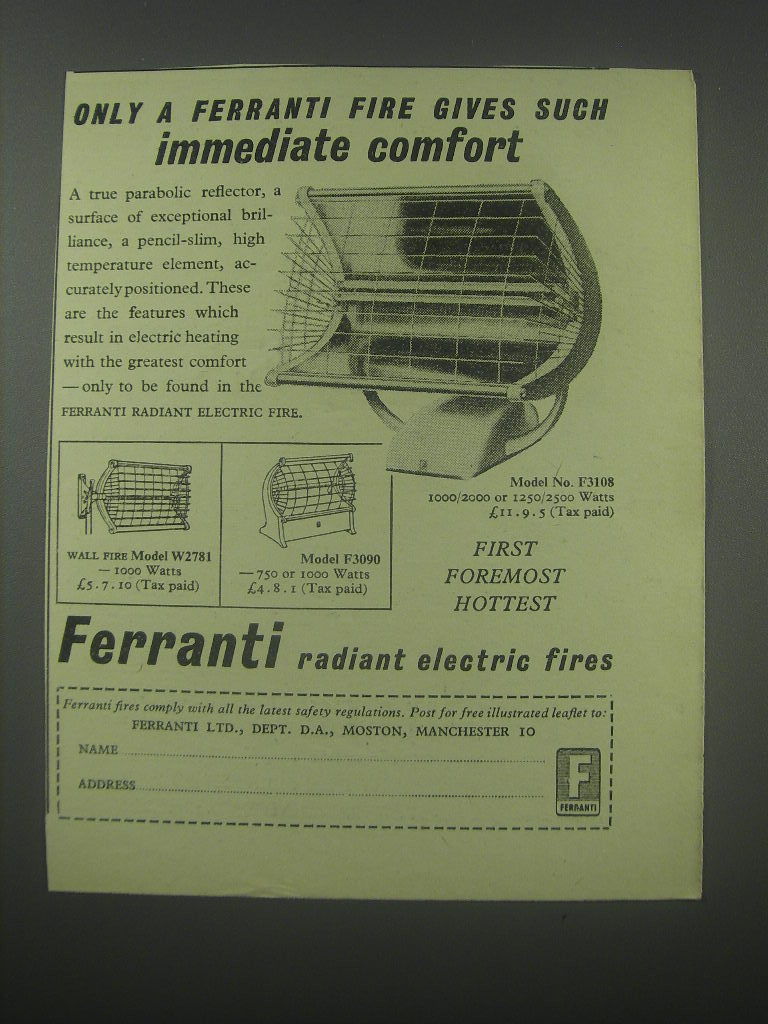 ONLY A FERRANTI FIRE GIVES SUCH
immediate comfort
A true parabolic reflector, a
surface of exceptional bril-
liance, a pencil-slim, high
temperature element, ac-
curately positioned. These
are the features which
result in electric heating
with the greatest comfort
—only to be found in the
FERRANTI RADIANT ELECTRIC FIRE.
Model No. F3108
1000/2000 or 1250/2500 Watts
£11.9.5 (Tax paid)
WALL FIRE Model W2781
— 1000 Watts
£5.7.10 (Tax paid)
Model F3090
—750 or 1000 Watts
£4.8.1 (Tax paid)
FIRST
FOREMOST
HOTTEST
Ferranti radiant electric fires
Ferranti fires comply with all the latest safety regulations. Post for free illustrated leaflet to:
FERRANTI LTD., DEPT. D.A., MOSTON, MANCHESTER 10
NAME
ADDRESS
F
FERRANTI